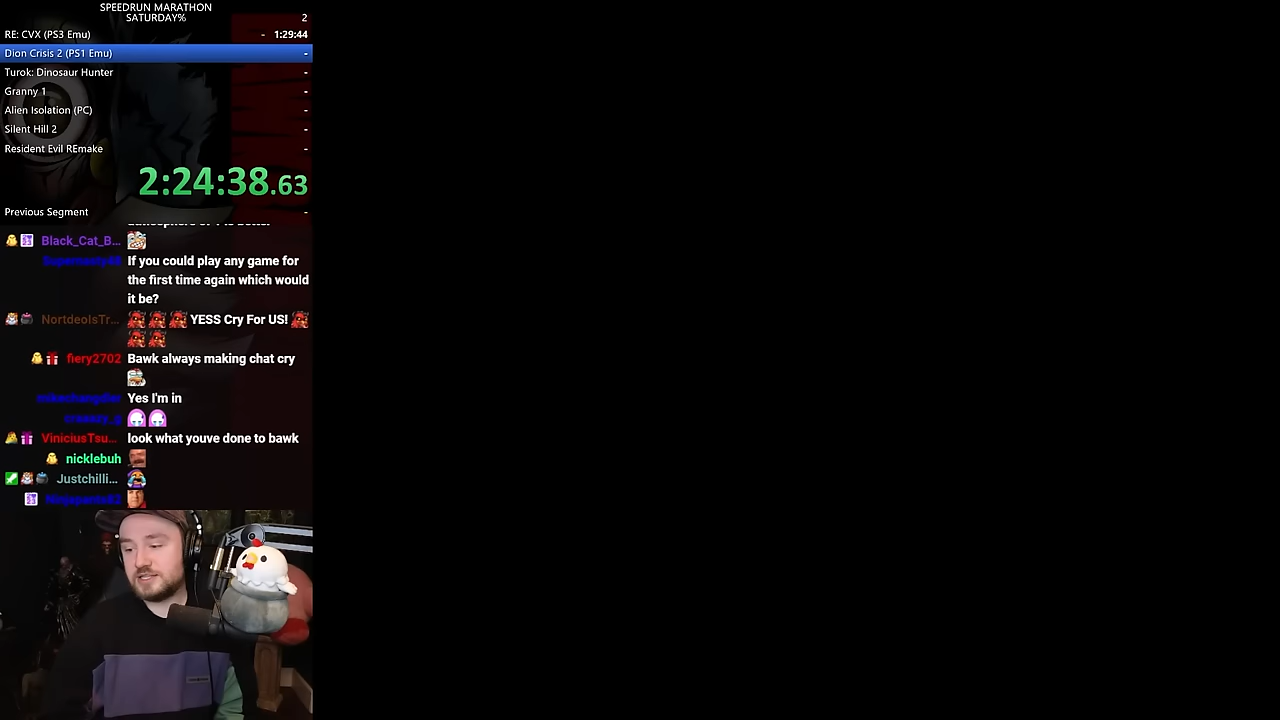 SPEEDRUN MARATHON
SATURDAY%
2
RE: CVX (PS3 Emu) - 1:29:44
Dion Crisis 2 (PS1 Emu) -
Turok: Dinosaur Hunter -
Granny 1 -
Alien Isolation (PC) -
Silent Hill 2 -
Resident Evil REmake -
2:24:38.63
Previous Segment -
Black_Cat_B...
If you could play any game for
the first time again which would
it be?
NortdeoIsTr... YESS Cry For US!
fiery2702 Bawk always making chat cry
Yes I'm in
ViniciusTsu... look what youve done to bawk
nicklebuh
Justchilli...